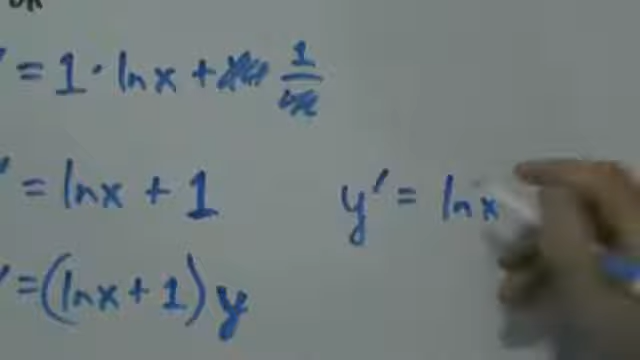 ' = 1 · ln x + 1/x
' = ln x + 1
y' = ln x
' = (ln x + 1) y